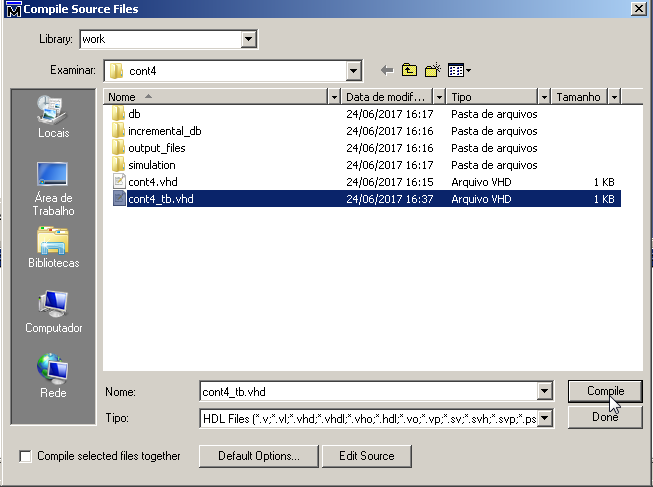 Compile Source Files
Library: work
Examinar: cont4
Nome Data de modif... Tipo Tamanho
db 24/06/2017 16:17 Pasta de arquivos
incremental_db 24/06/2017 16:16 Pasta de arquivos
output_files 24/06/2017 16:16 Pasta de arquivos
simulation 24/06/2017 16:17 Pasta de arquivos
cont4.vhd 24/06/2017 16:15 Arquivo VHD 1 KB
cont4_tb.vhd 24/06/2017 16:37 Arquivo VHD 1 KB
Locais
Área de
Trabalho
Bibliotecas
Computador
Rede
Nome: cont4_tb.vhd Compile
Tipo: HDL Files (*.v;*.vl;*.vhd;*.vhdl;*.vho;*.hdl;*.vo;*.vp;*.sv;*.svh;*.svp;*.ps Done
Compile selected files together Default Options... Edit Source